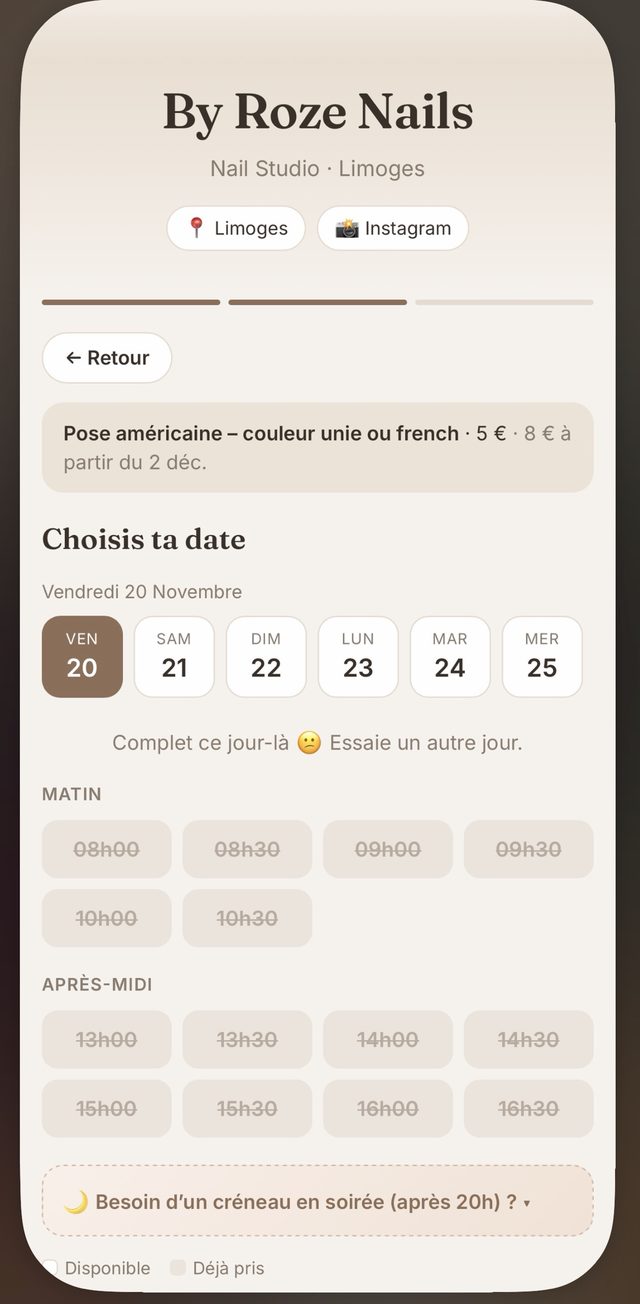 By Roze Nails
Nail Studio · Limoges
📍 Limoges 📸 Instagram
← Retour
Pose américaine – couleur unie ou french · 5 € · 8 € à
partir du 2 déc.
Choisis ta date
Vendredi 20 Novembre
VEN SAM DIM LUN MAR MER
20 21 22 23 24 25
Complet ce jour-là 😕 Essaie un autre jour.
MATIN
08h00 08h30 09h00 09h30
10h00 10h30
APRÈS-MIDI
13h00 13h30 14h00 14h30
15h00 15h30 16h00 16h30
🌙 Besoin d’un créneau en soirée (après 20h) ? ▾
Disponible Déjà pris